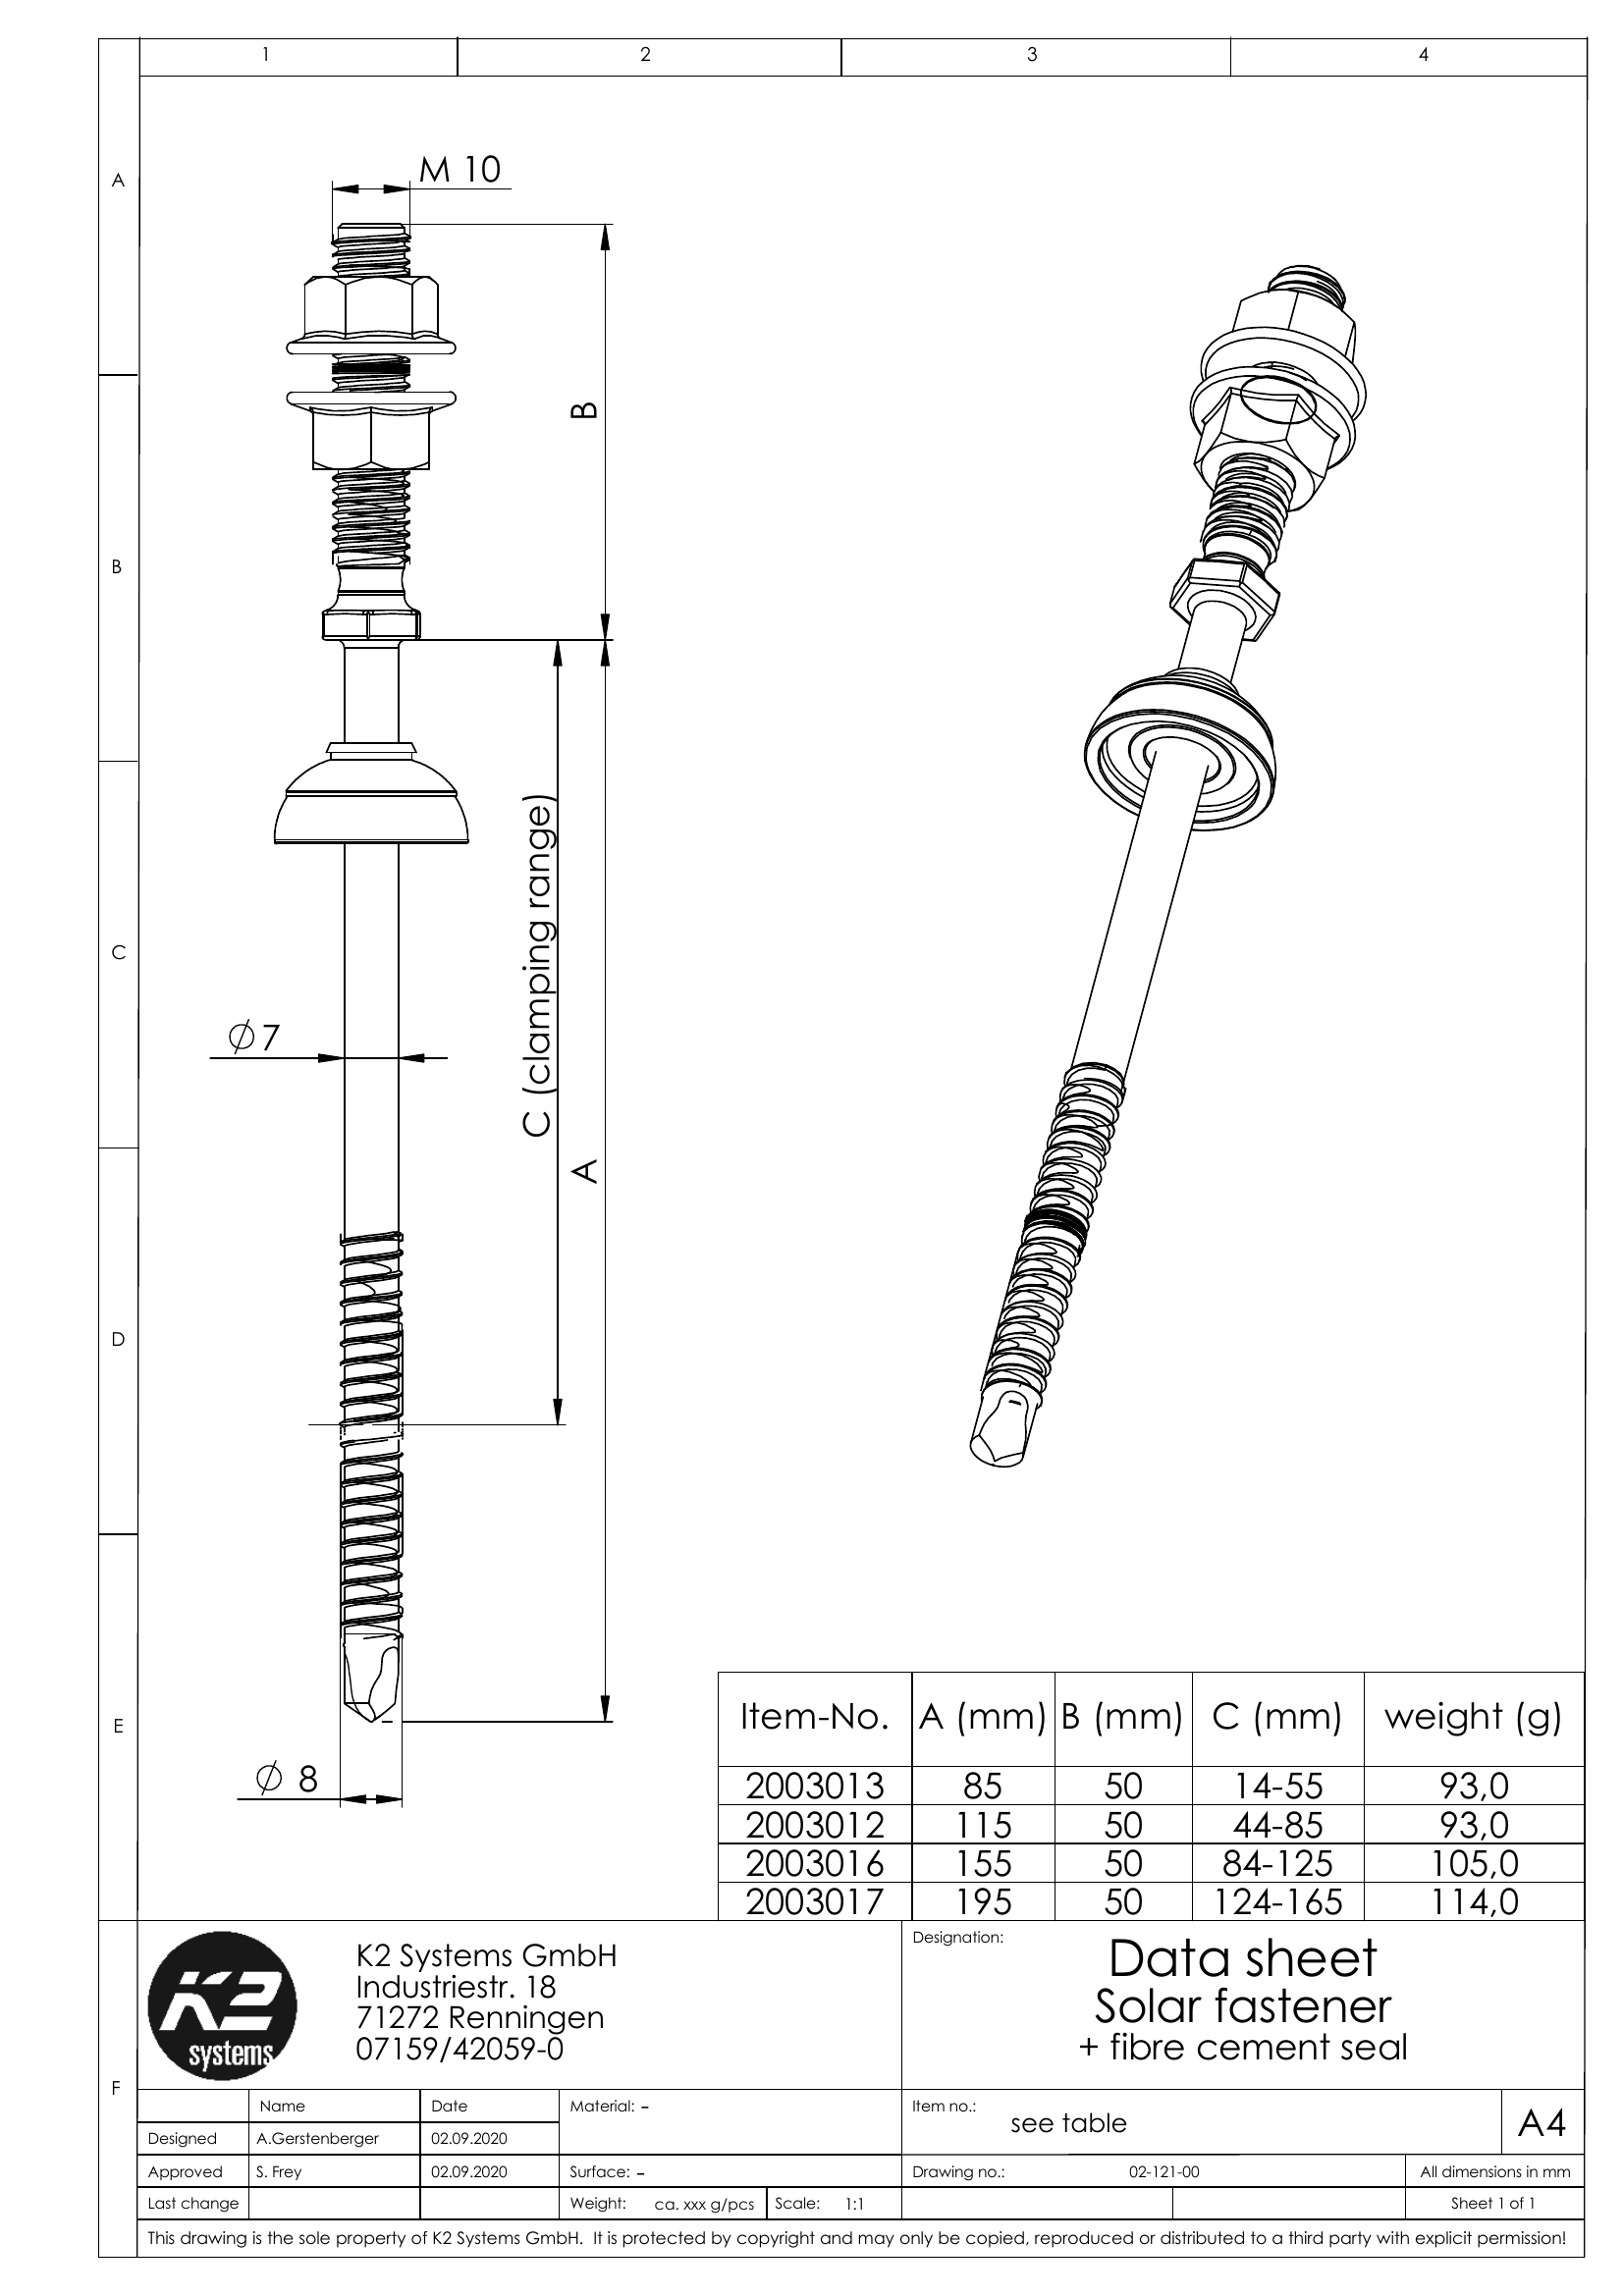 1 2 3 4
A
B
C
D
E
F
M 10
B
C (clamping range)
A
Ø7
Ø 8
Item-No. A (mm) B (mm) C (mm) weight (g)
2003013 85 50 14-55 93,0
2003012 115 50 44-85 93,0
2003016 155 50 84-125 105,0
2003017 195 50 124-165 114,0
K2 systems
K2 Systems GmbH
Industriestr. 18
71272 Renningen
07159/42059-0
Designation:
Data sheet
Solar fastener
+ fibre cement seal
Name Date Material: -
Designed A.Gerstenberger 02.09.2020
Approved S. Frey 02.09.2020 Surface: -
Last change Weight: ca. xxx g/pcs Scale: 1:1
Item no.: see table A4
Drawing no.: 02-121-00 All dimensions in mm
Sheet 1 of 1
This drawing is the sole property of K2 Systems GmbH. It is protected by copyright and may only be copied, reproduced or distributed to a third party with explicit permission!